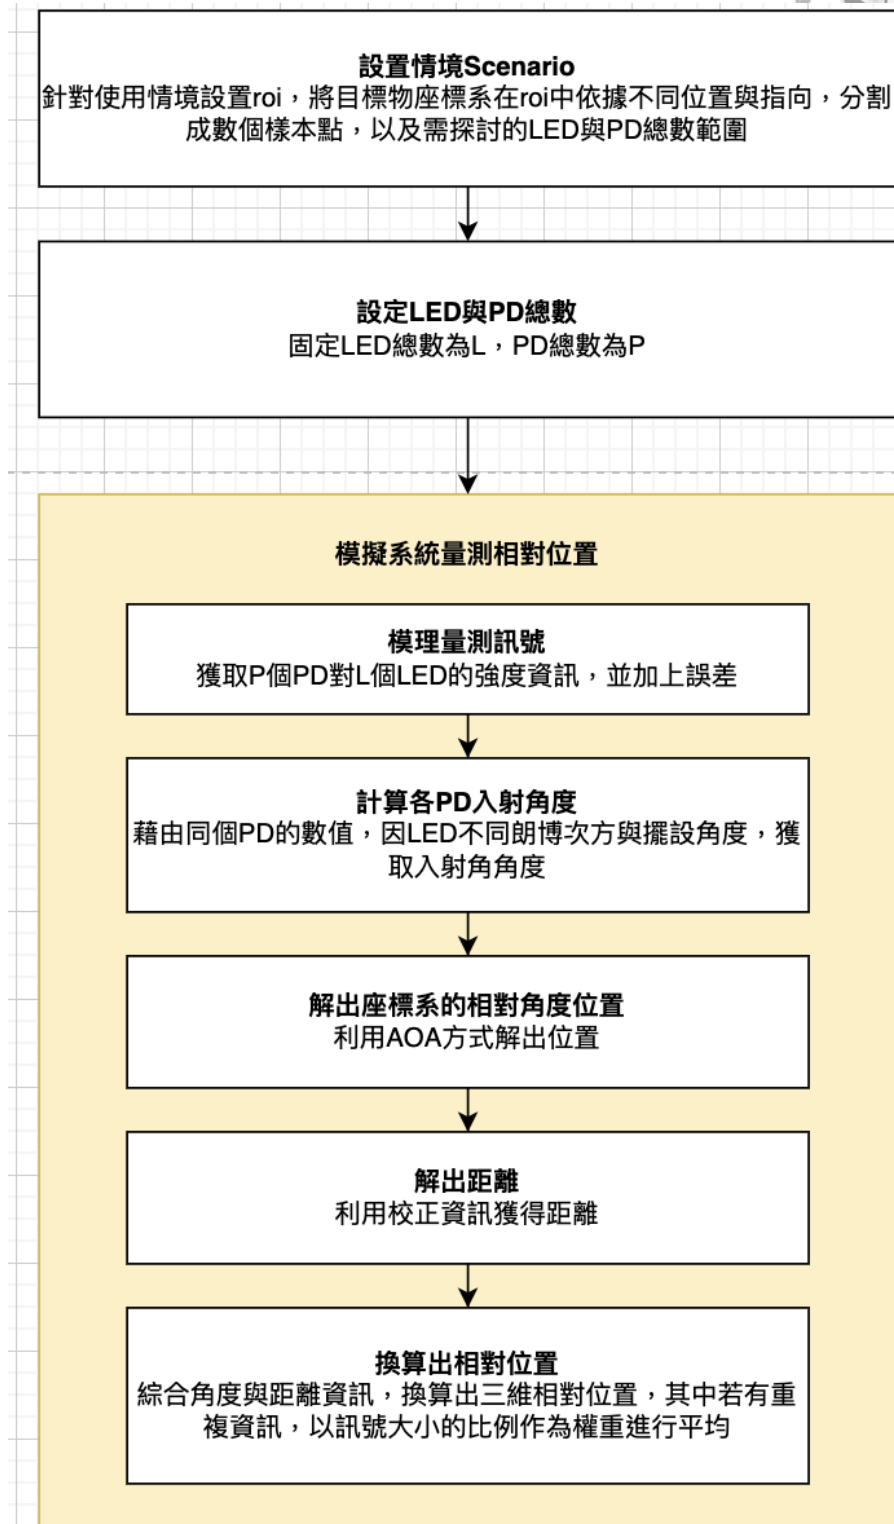 設置情境Scenario
針對使用情境設置roi，將目標物座標系在roi中依據不同位置與指向，分割
成數個樣本點，以及需探討的LED與PD總數範圍
設定LED與PD總數
固定LED總數為L，PD總數為P
模擬系統量測相對位置
模理量測訊號
獲取P個PD對L個LED的強度資訊，並加上誤差
計算各PD入射角度
藉由同個PD的數值，因LED不同朗博次方與擺設角度，獲
取入射角角度
解出座標系的相對角度位置
利用AOA方式解出位置
解出距離
利用校正資訊獲得距離
換算出相對位置
綜合角度與距離資訊，換算出三維相對位置，其中若有重
複資訊，以訊號大小的比例作為權重進行平均